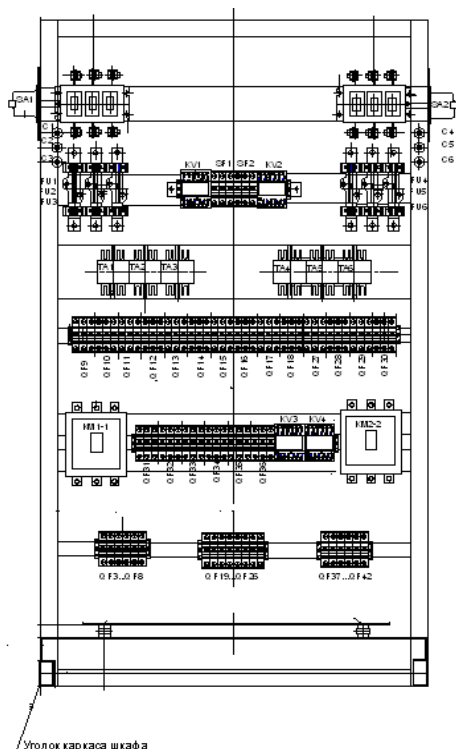 SA1
SA2
C1
C2
C3
C4
C5
C6
KV1 SF1 SF2 KV2
FU1
FU2
FU3
FU4
FU5
FU6
TA1 TA2 TA3
TA4 TA5 TA6
QF9 QF10 QF11 QF12 QF13 QF14 QF15 QF16 QF17 QF18 QF27 QF28 QF29 QF30
KV3 KV4
KM1-1
KM2-2
QF31 QF32 QF33 QF34 QF35 QF36
QF3...QF8
QF19...QF26
QF37...QF42
Уголок каркаса шкафа